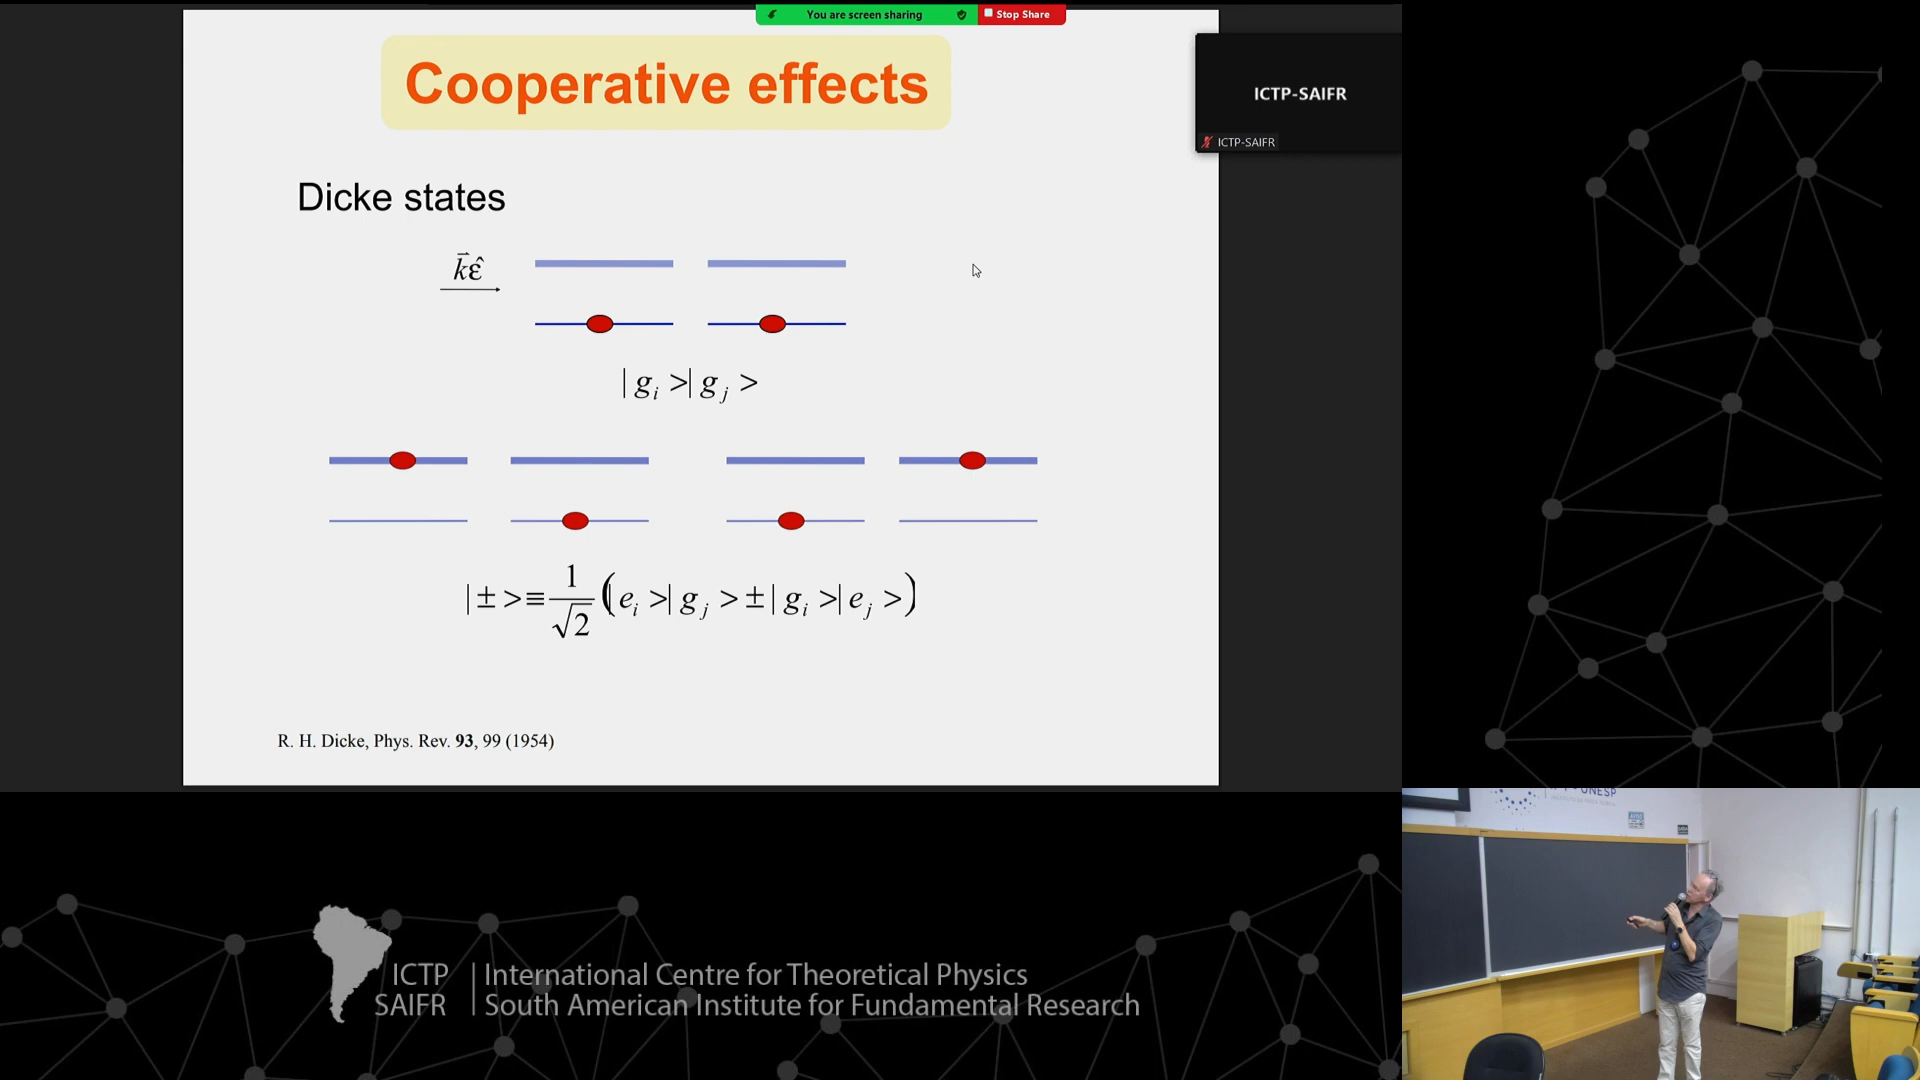 You are screen sharing
Stop Share
Cooperative effects
ICTP-SAIFR
ICTP-SAIFR
Dicke states
k⃗ε̂
| g_i >| g_j >
| ± >≡ 1/√2 (| e_i >| g_j > ± | g_i >| e_j >)
R. H. Dicke, Phys. Rev. 93, 99 (1954)
UNESP
ICTP | International Centre for Theoretical Physics
SAIFR | South American Institute for Fundamental Research